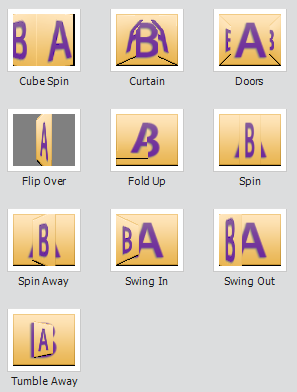 B A
Cube Spin
A B A
Curtain
B A B
Doors
A
Flip Over
A B
Fold Up
A B A
Spin
A B A
Spin Away
B A
Swing In
B A
Swing Out
B A
Tumble Away